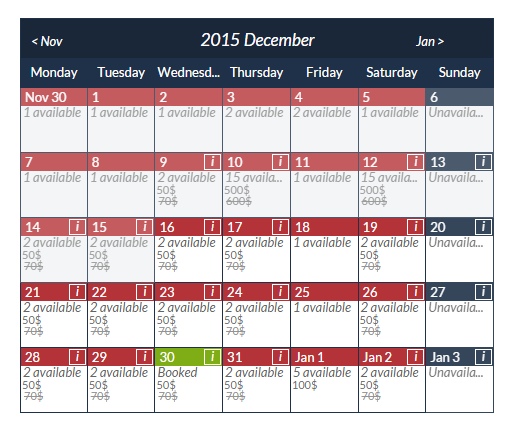 < Nov 2015 December Jan >
Monday Tuesday Wednesd... Thursday Friday Saturday Sunday
Nov 30 1 2 3 4 5 6
1 available 1 available 1 available 2 available 2 available 1 available Unavaila...
7 8 9 i 10 i 11 12 i 13 i
1 available 1 available 2 available 15 availa... 1 available 15 availa... Unavaila...
50$ 500$ 500$
70$ 600$ 600$
14 i 15 i 16 i 17 i 18 19 i 20 i
2 available 2 available 2 available 2 available 1 available 2 available Unavaila...
50$ 50$ 50$ 50$ 50$
70$ 70$ 70$ 70$ 70$
21 i 22 i 23 i 24 i 25 26 i 27 i
2 available 2 available 2 available 2 available 1 available 2 available Unavaila...
50$ 50$ 50$ 50$ 50$
70$ 70$ 70$ 70$ 70$
28 i 29 i 30 i 31 i Jan 1 Jan 2 i Jan 3 i
2 available 2 available Booked 2 available 5 available 2 available Unavaila...
50$ 50$ 50$ 50$ 100$ 50$
70$ 70$ 70$ 70$ 70$